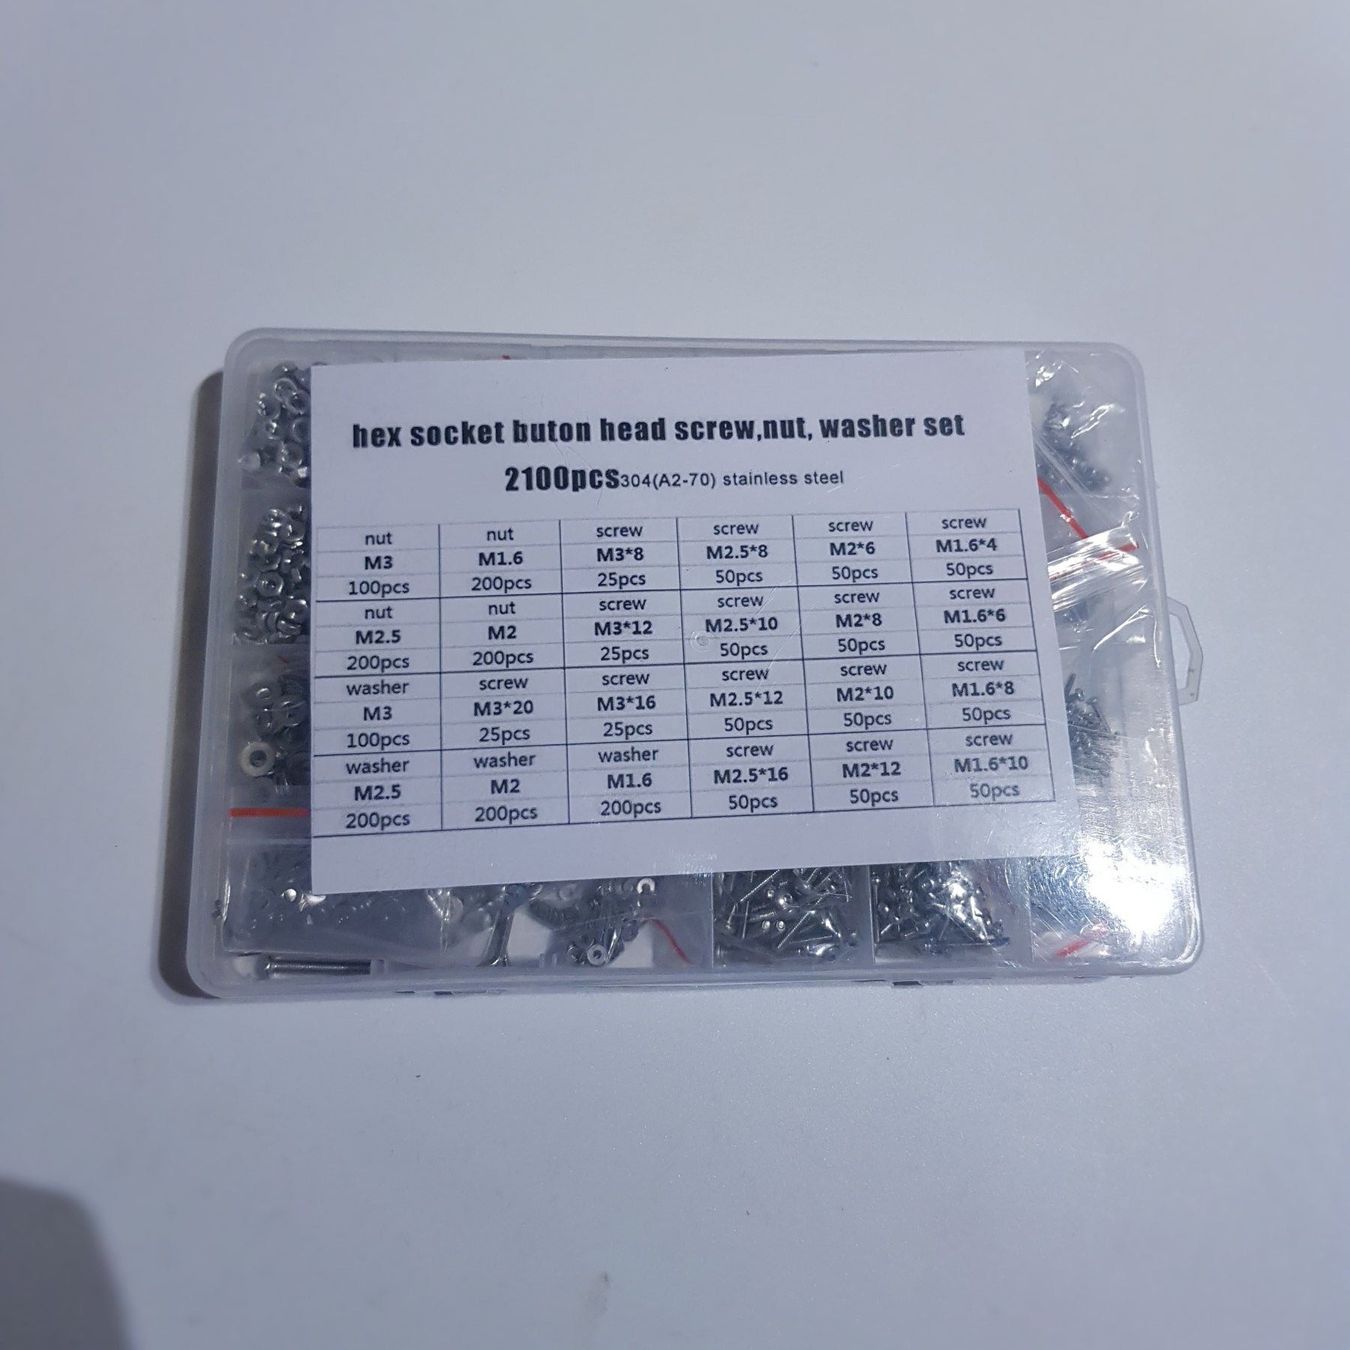 hex socket buton head screw,nut, washer set
2100pcs304(A2-70) stainless steel
nut nut screw screw screw screw
M3 M1.6 M3*8 M2.5*8 M2*6 M1.6*4
100pcs 200pcs 25pcs 50pcs 50pcs 50pcs
nut nut screw screw screw screw
M2.5 M2 M3*12 M2.5*10 M2*8 M1.6*6
200pcs 200pcs 25pcs 50pcs 50pcs 50pcs
washer screw screw screw screw screw
M3 M3*20 M3*16 M2.5*12 M2*10 M1.6*8
100pcs 25pcs 25pcs 50pcs 50pcs 50pcs
washer washer washer screw screw screw
M2.5 M2 M1.6 M2.5*16 M2*12 M1.6*10
200pcs 200pcs 200pcs 50pcs 50pcs 50pcs